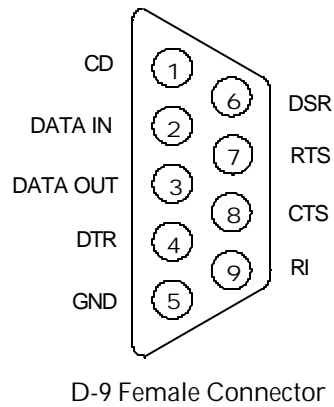 CD 1
6 DSR
DATA IN 2
7 RTS
DATA OUT 3
8 CTS
DTR 4
9 RI
GND 5
D-9 Female Connector